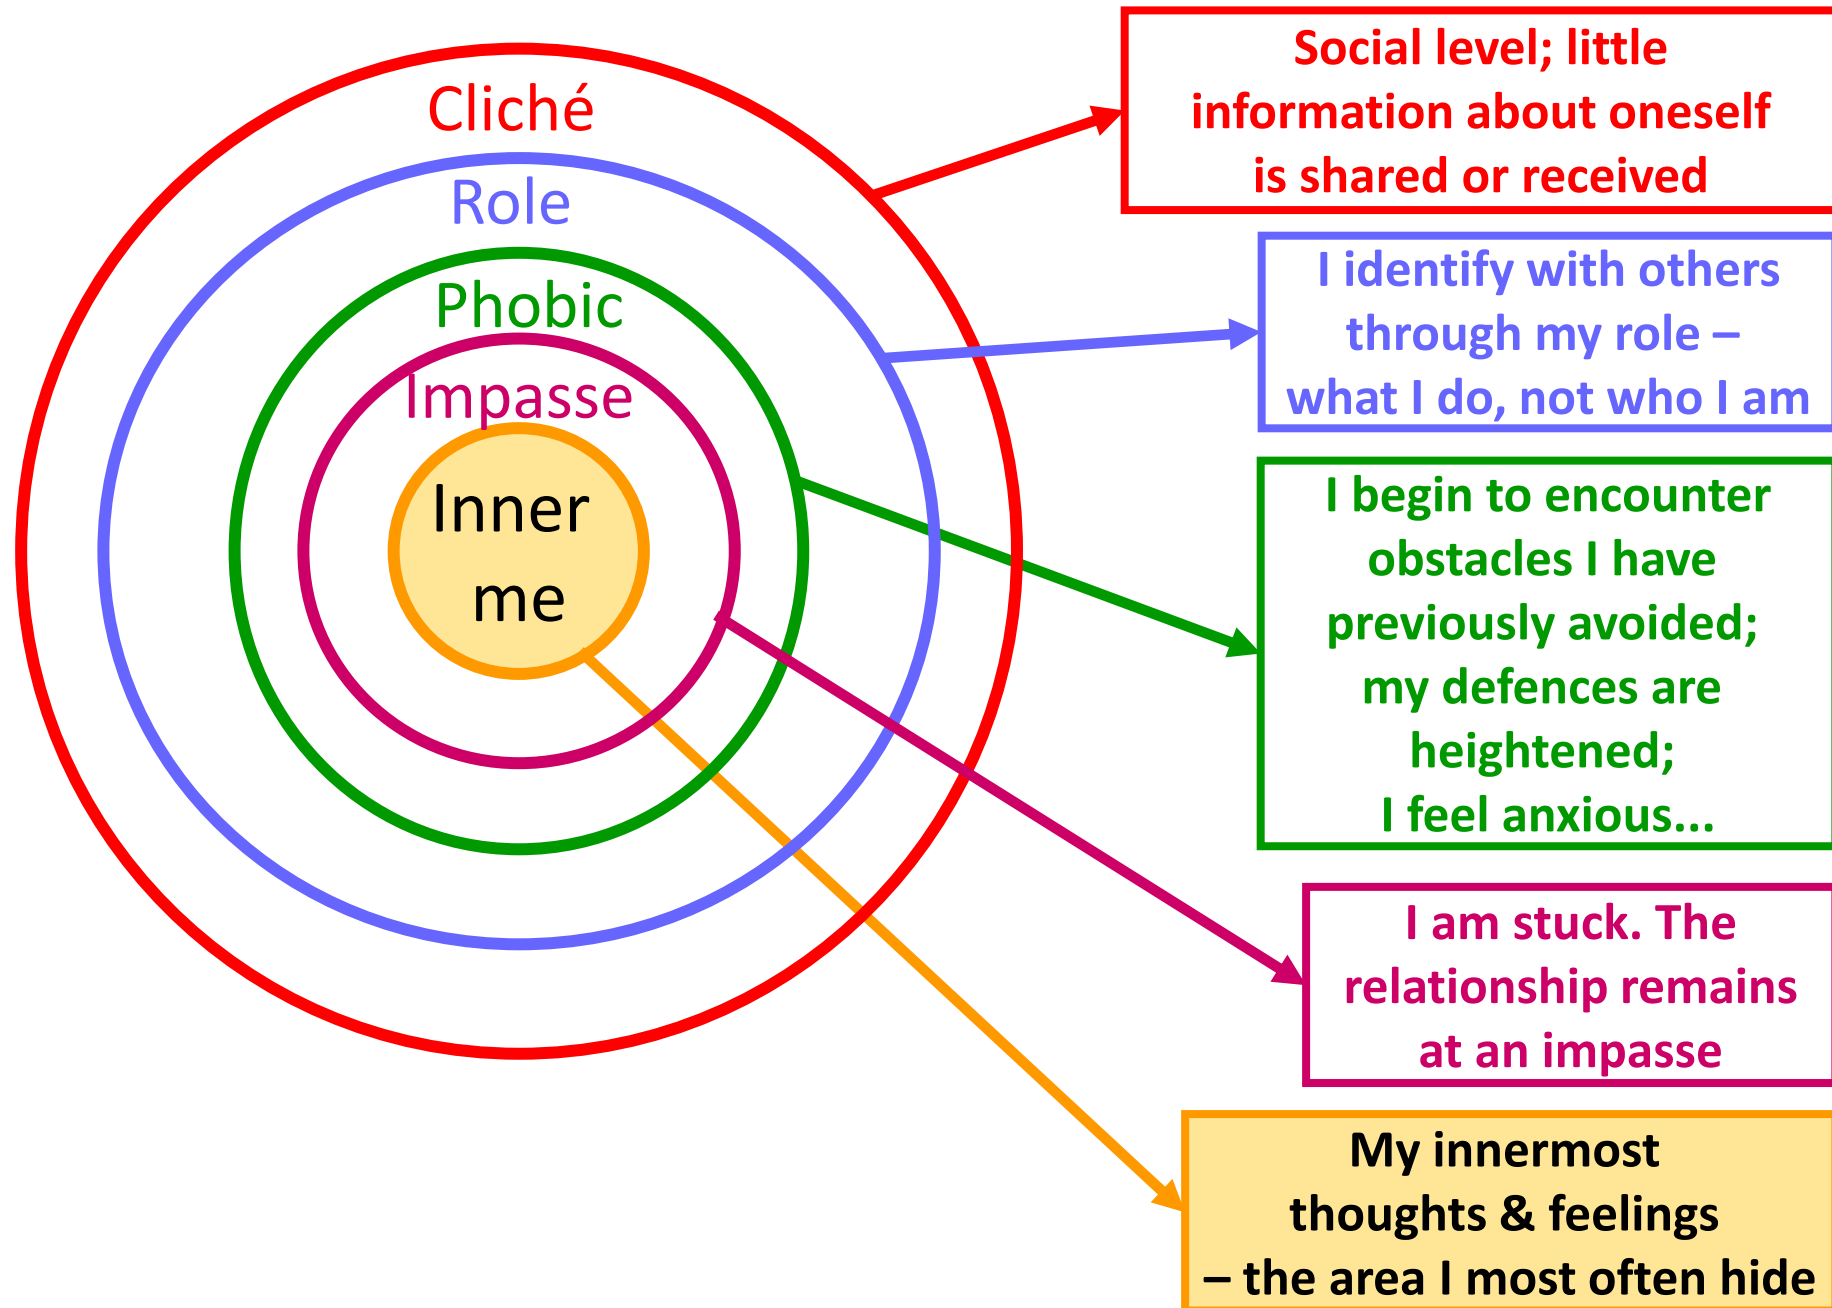 Cliché
Role
Phobic
Impasse
Inner
me
Social level; little
information about oneself
is shared or received
I identify with others
through my role –
what I do, not who I am
I begin to encounter
obstacles I have
previously avoided;
my defences are
heightened;
I feel anxious...
I am stuck. The
relationship remains
at an impasse
My innermost
thoughts & feelings
– the area I most often hide